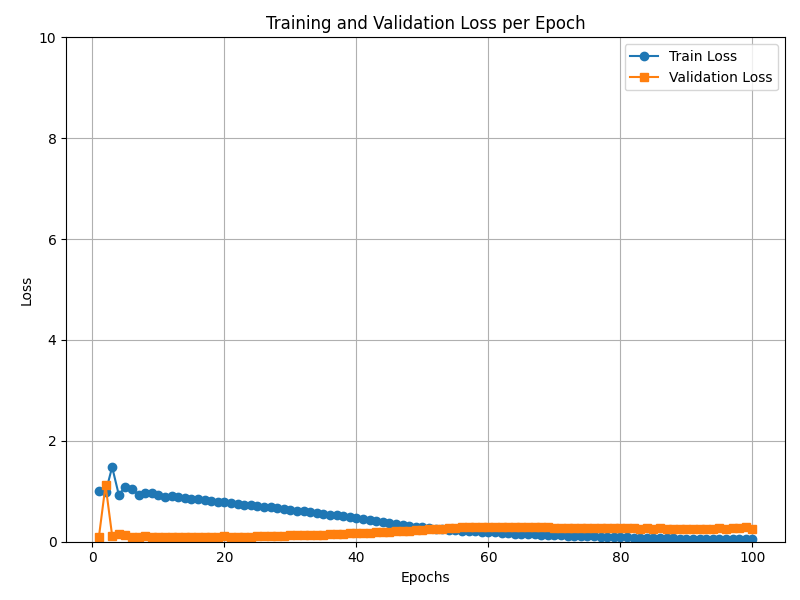 Training and Validation Loss per Epoch
Train Loss
Validation Loss
10
8
6
4
2
0
Loss
0 20 40 60 80 100
Epochs